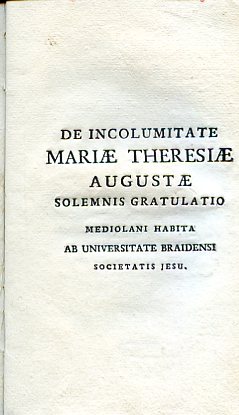 DE INCOLUMITATE
MARIÆ THERESIÆ
AUGUSTÆ
SOLEMNIS GRATULATIO
MEDIOLANI HABITA
AB UNIVERSITATE BRAIDENSI
SOCIETATIS JESU.